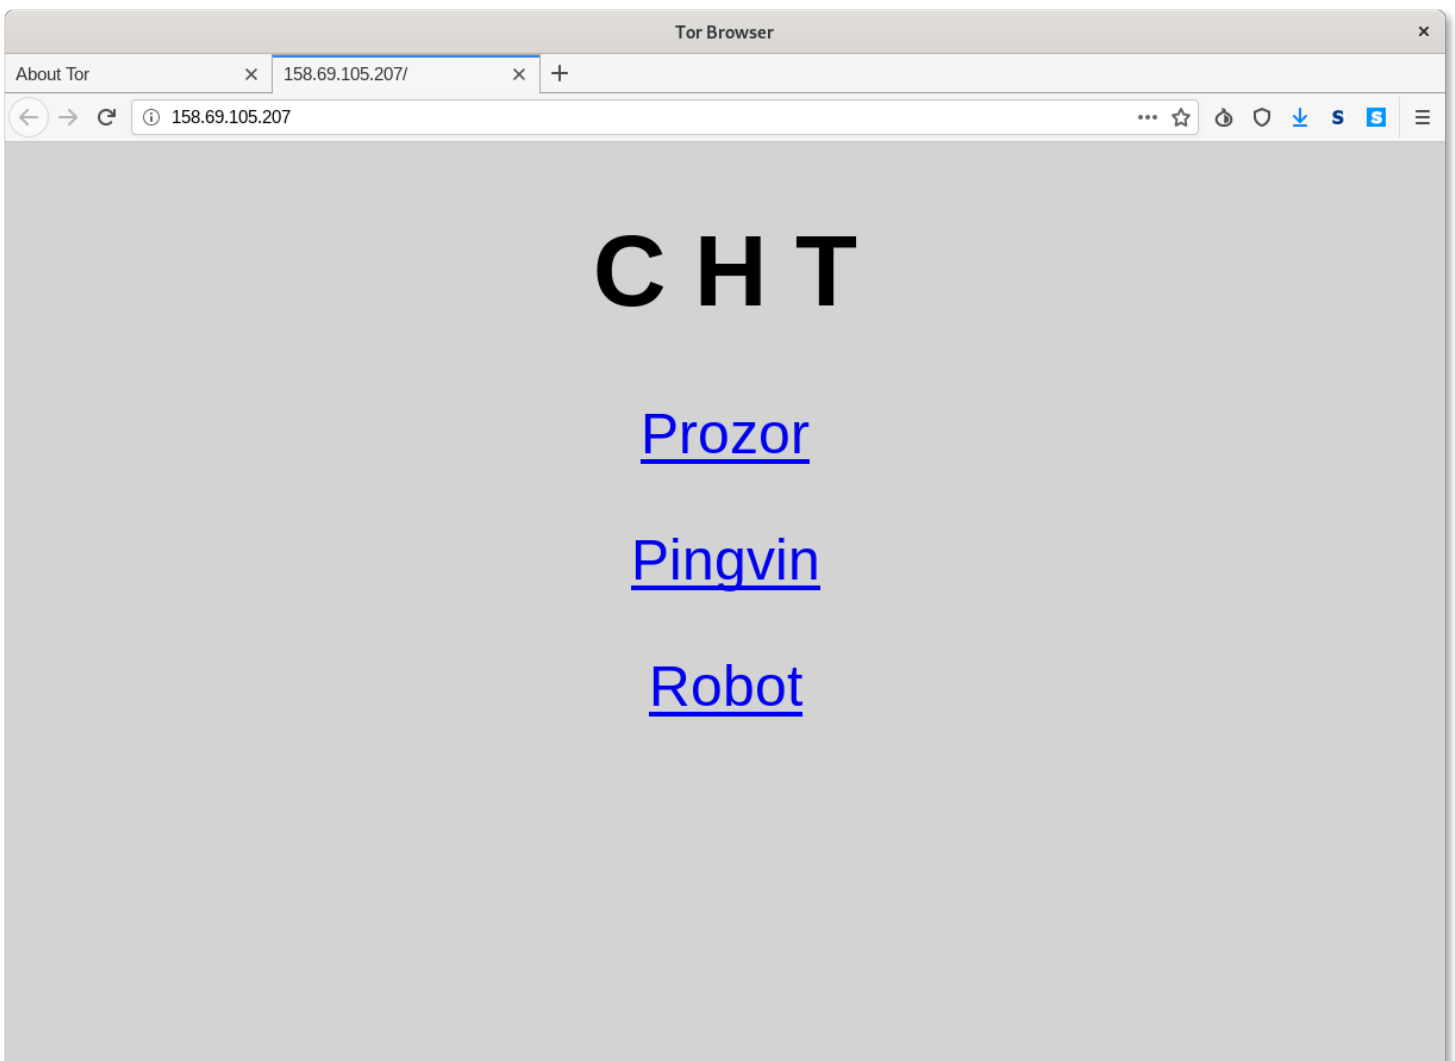 Tor Browser
About Tor
158.69.105.207/
158.69.105.207
C H T
Prozor
Pingvin
Robot